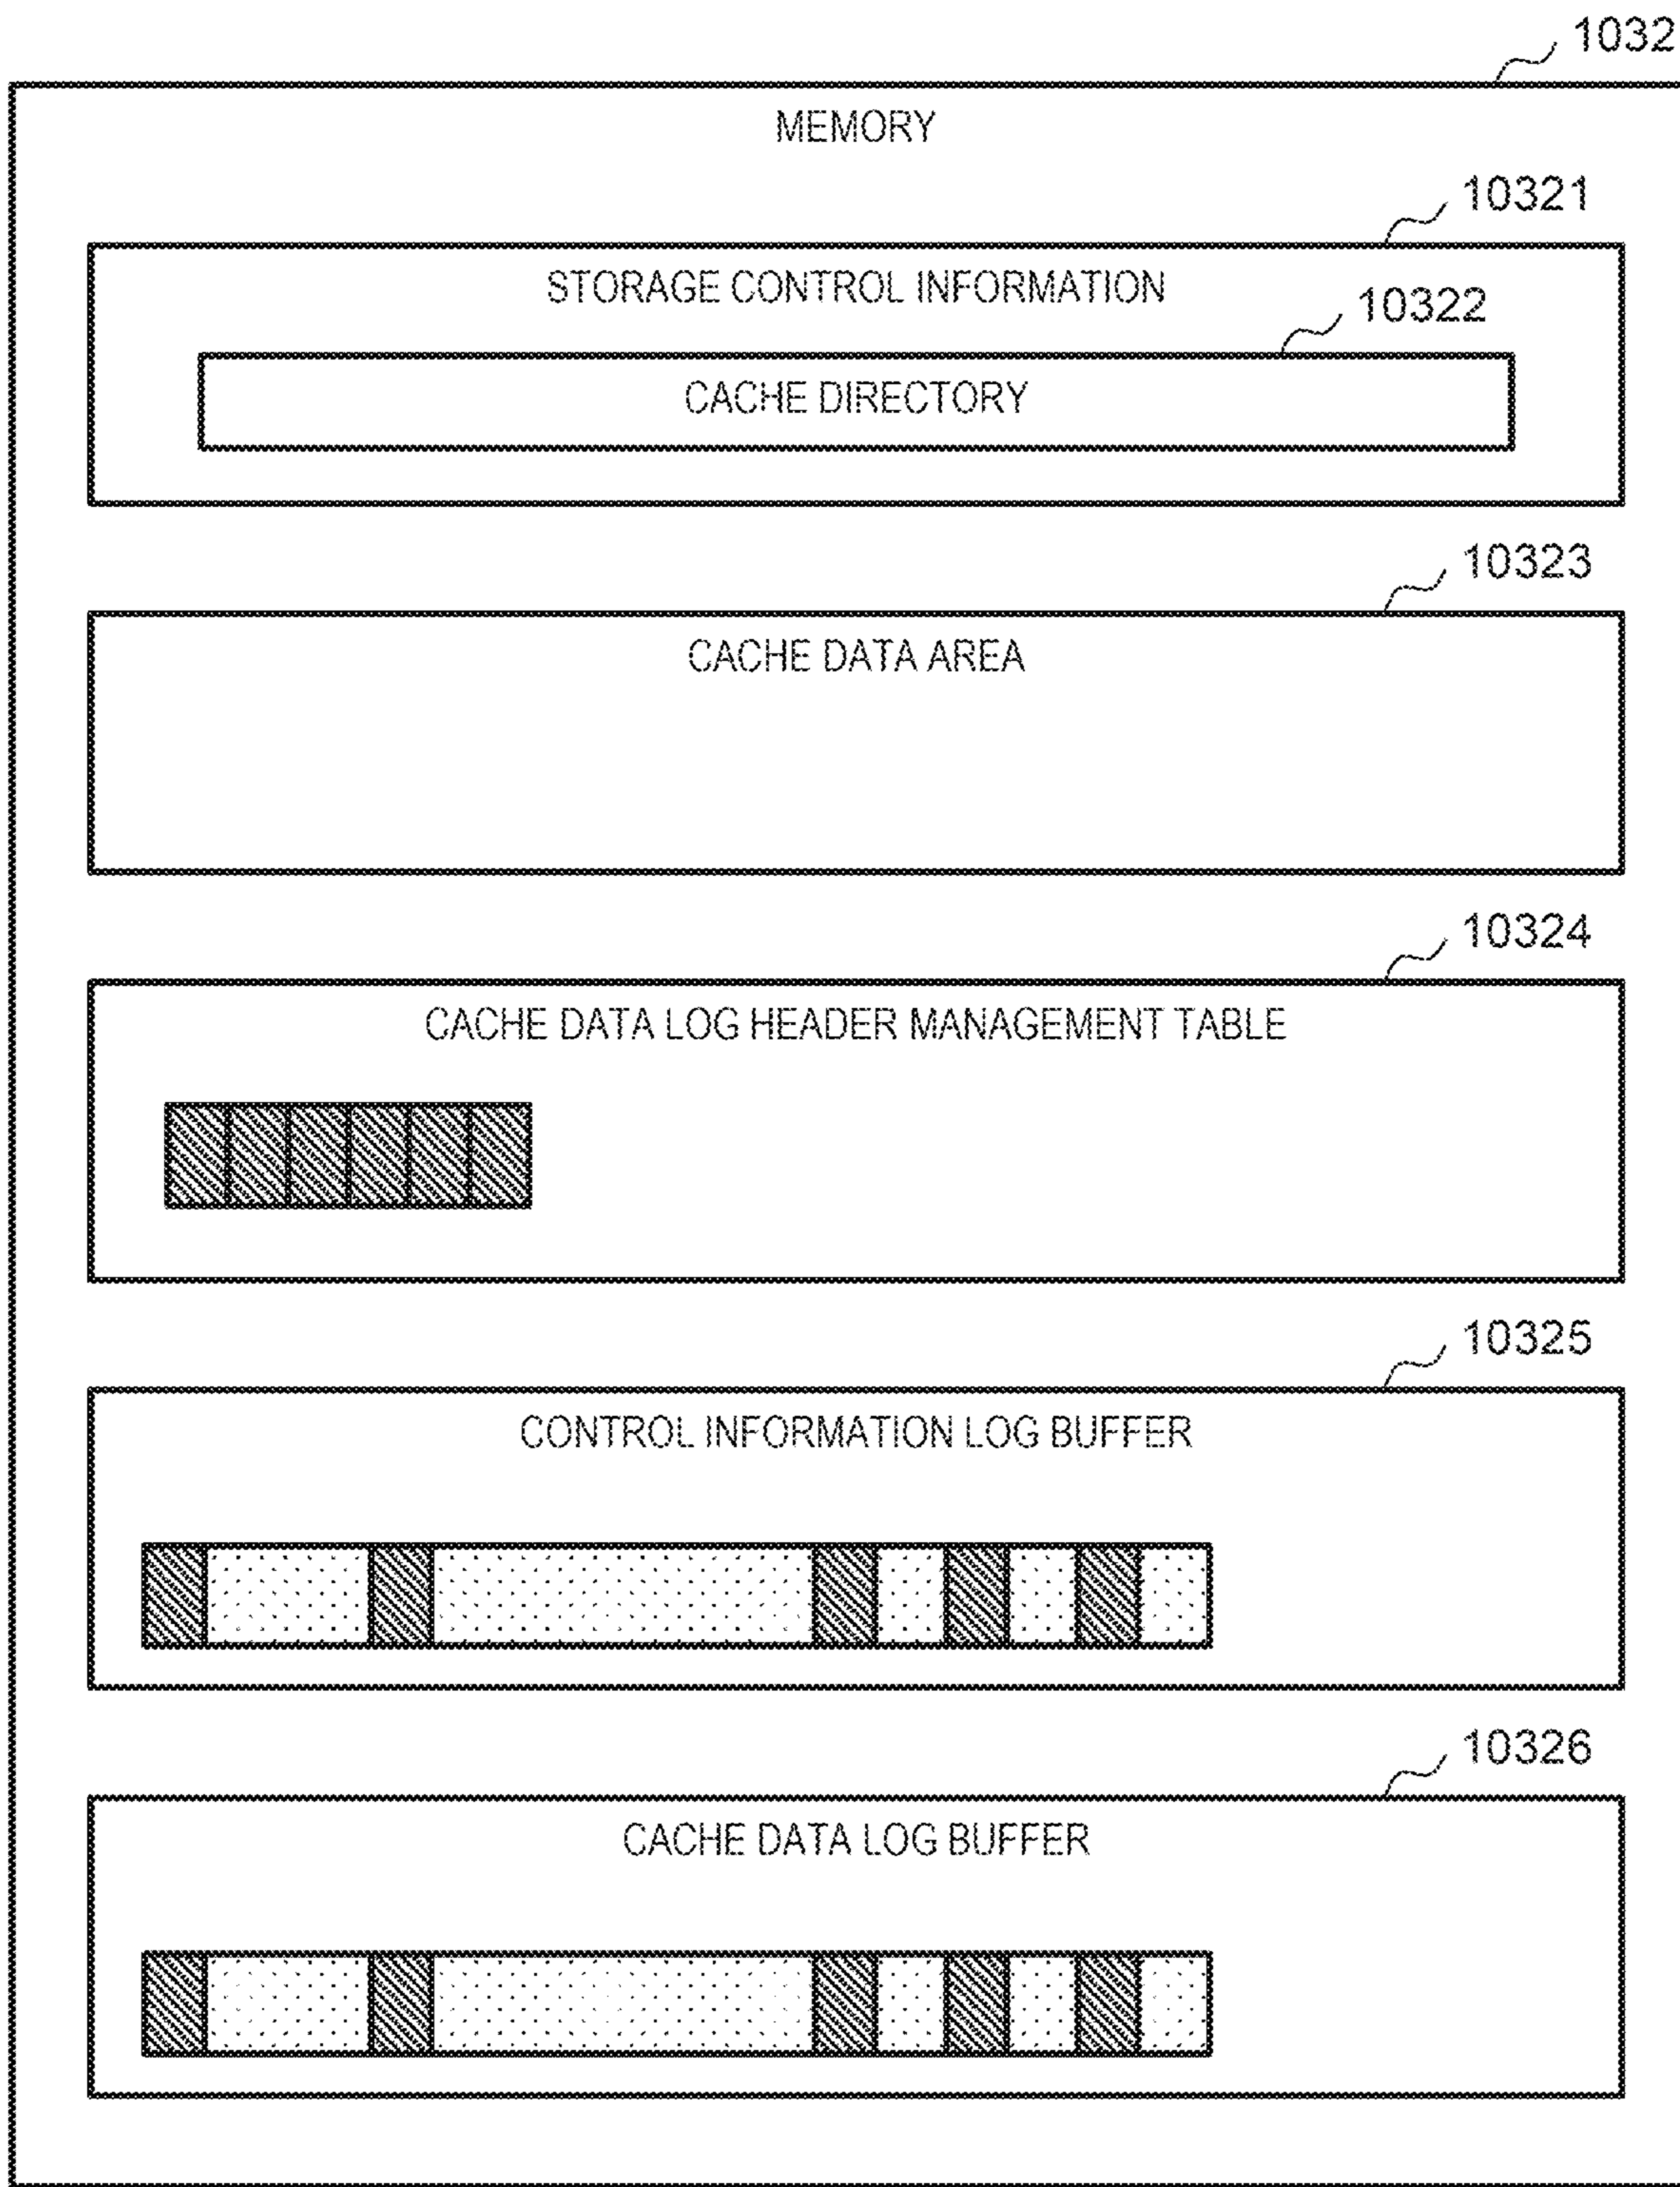 1032
MEMORY
10321
STORAGE CONTROL INFORMATION
10322
CACHE DIRECTORY
10323
CACHE DATA AREA
10324
CACHE DATA LOG HEADER MANAGEMENT TABLE
10325
CONTROL INFORMATION LOG BUFFER
10326
CACHE DATA LOG BUFFER